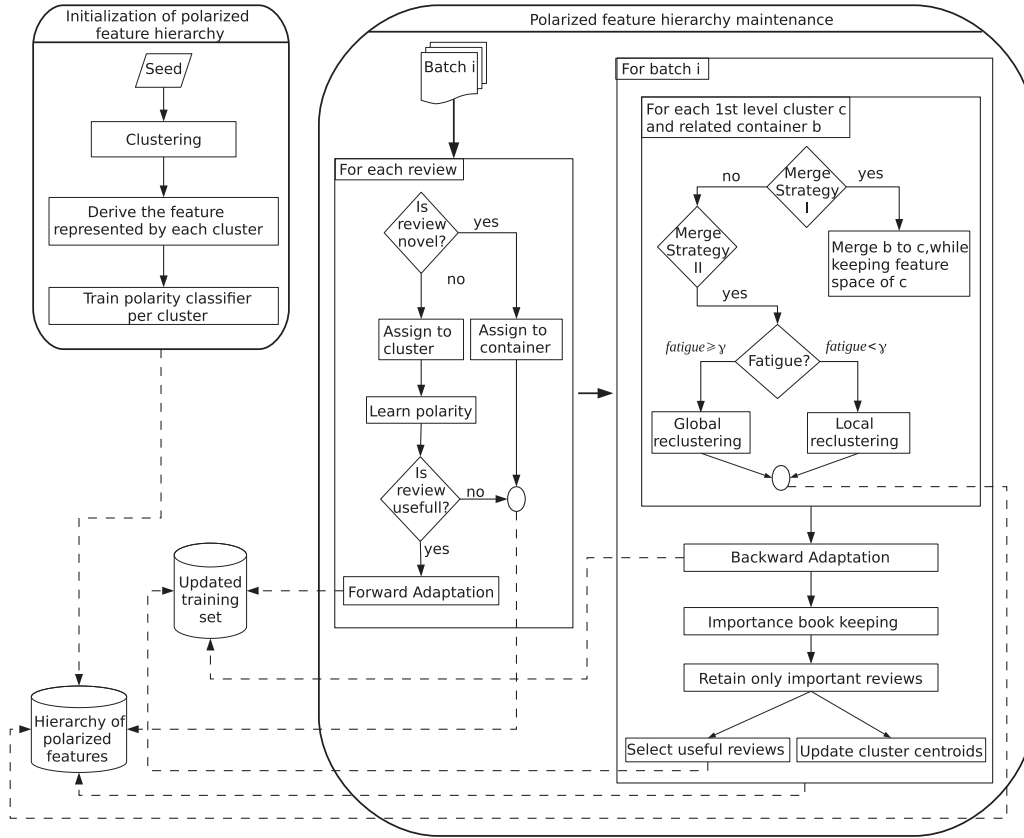 Initialization of polarized
feature hierarchy
Seed
Clustering
Derive the feature
represented by each cluster
Train polarity classifier
per cluster
Polarized feature hierarchy maintenance
Batch i
For each review
Is
review
novel?
yes
no
Assign to
cluster
Assign to
container
Learn polarity
Is
review
usefull?
no
yes
Forward Adaptation
For batch i
For each 1st level cluster c
and related container b
Merge
Strategy
I
no
yes
Merge
Strategy
II
Merge b to c,while
keeping feature
space of c
yes
Fatigue?
fatigue⩾γ
fatigue<γ
Global
reclustering
Local
reclustering
Backward Adaptation
Importance book keeping
Retain only important reviews
Select useful reviews
Update cluster centroids
Updated
training
set
Hierarchy of
polarized
features